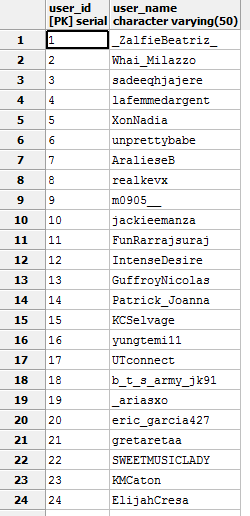 user_id user_name
[PK] serial character varying(50)
1 1 _ZalfieBeatriz_
2 2 Whai_Milazzo
3 3 sadeeqhjajere
4 4 lafemmedargent
5 5 XonNadia
6 6 unprettybabe
7 7 AralieseB
8 8 realkevx
9 9 m0905__
10 10 jackieemanza
11 11 FunRarrajsuraj
12 12 IntenseDesire
13 13 GuffroyNicolas
14 14 Patrick_Joanna
15 15 KCSelvage
16 16 yungtemi11
17 17 UTconnect
18 18 b_t_s_army_jk91
19 19 _ariasxo
20 20 eric_garcia427
21 21 gretaretaa
22 22 SWEETMUSICLADY
23 23 KMCaton
24 24 ElijahCresa